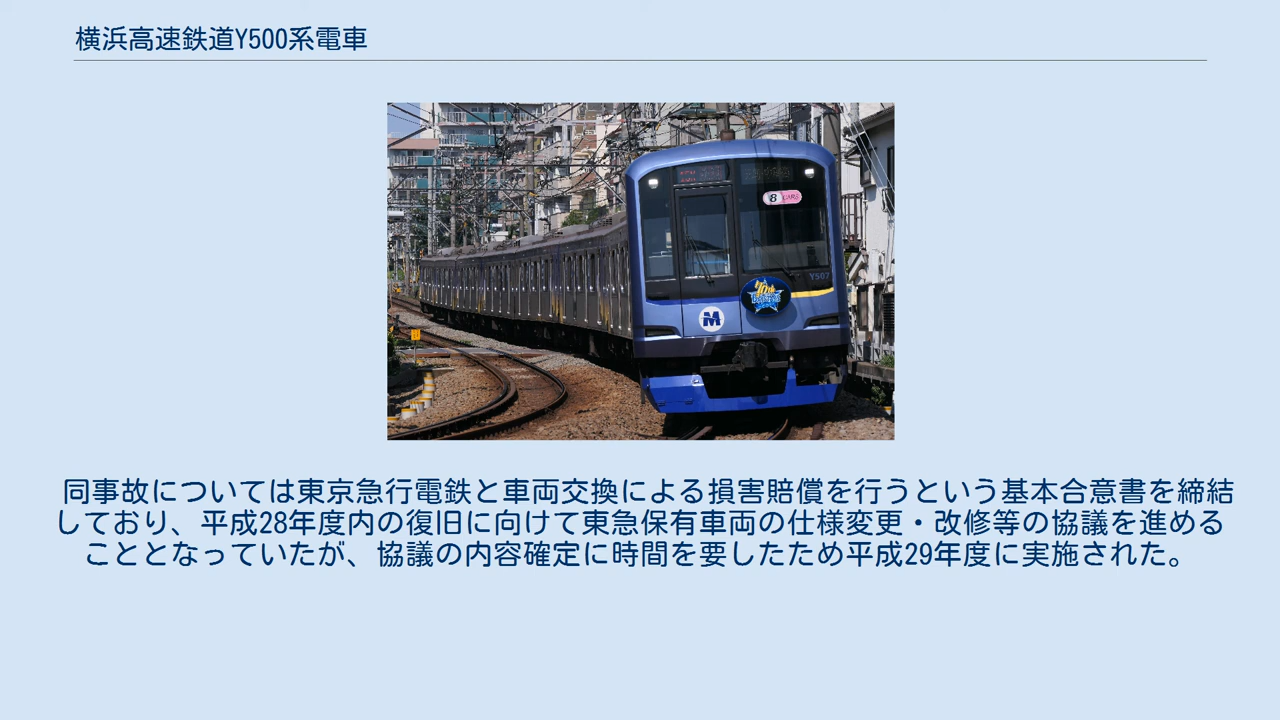 横浜高速鉄道Y500系電車
8 CARS
Y507
M
同事故については東京急行電鉄と車両交換による損害賠償を行うという基本合意書を締結
しており、平成28年度内の復旧に向けて東急保有車両の仕様変更・改修等の協議を進める
こととなっていたが、協議の内容確定に時間を要したため平成29年度に実施された。